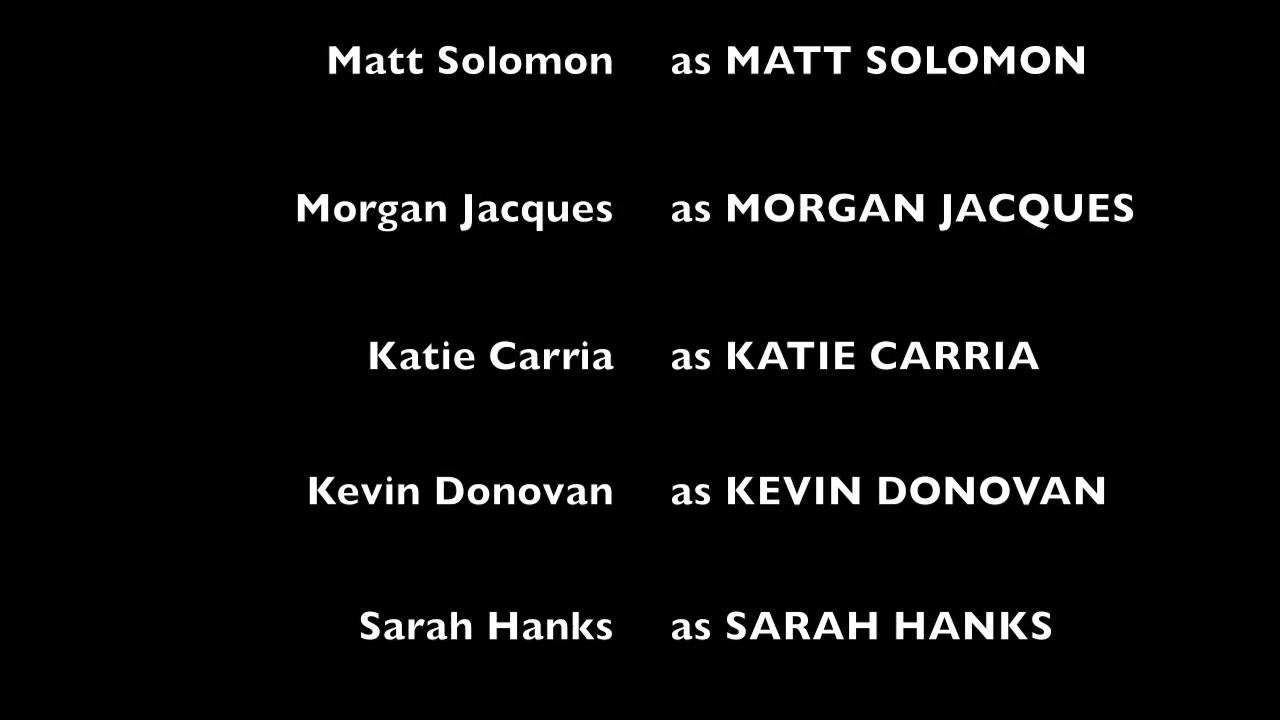 Matt Solomon as MATT SOLOMON
Morgan Jacques as MORGAN JACQUES
Katie Carria as KATIE CARRIA
Kevin Donovan as KEVIN DONOVAN
Sarah Hanks as SARAH HANKS